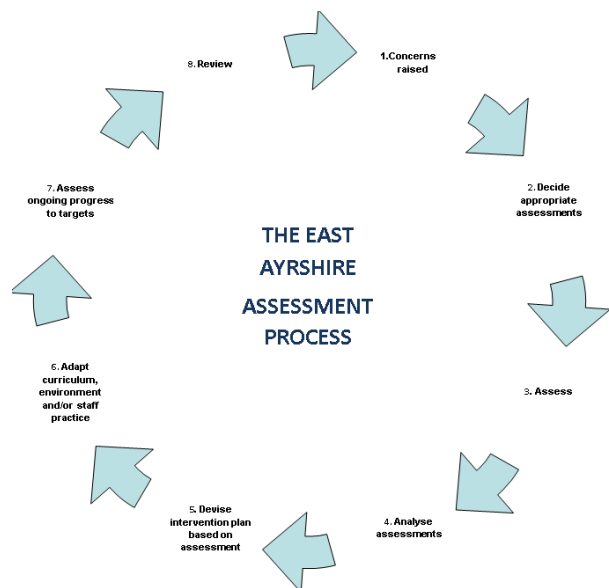 THE EAST
AYRSHIRE
ASSESSMENT
PROCESS
1.Concerns
raised
2. Decide
appropriate
assessments
3. Assess
4. Analyse
assessments
5. Devise
intervention plan
based on
assessment
6. Adapt
curriculum,
environment
and/or staff
practice
7. Assess
ongoing progress
to targets
8. Review